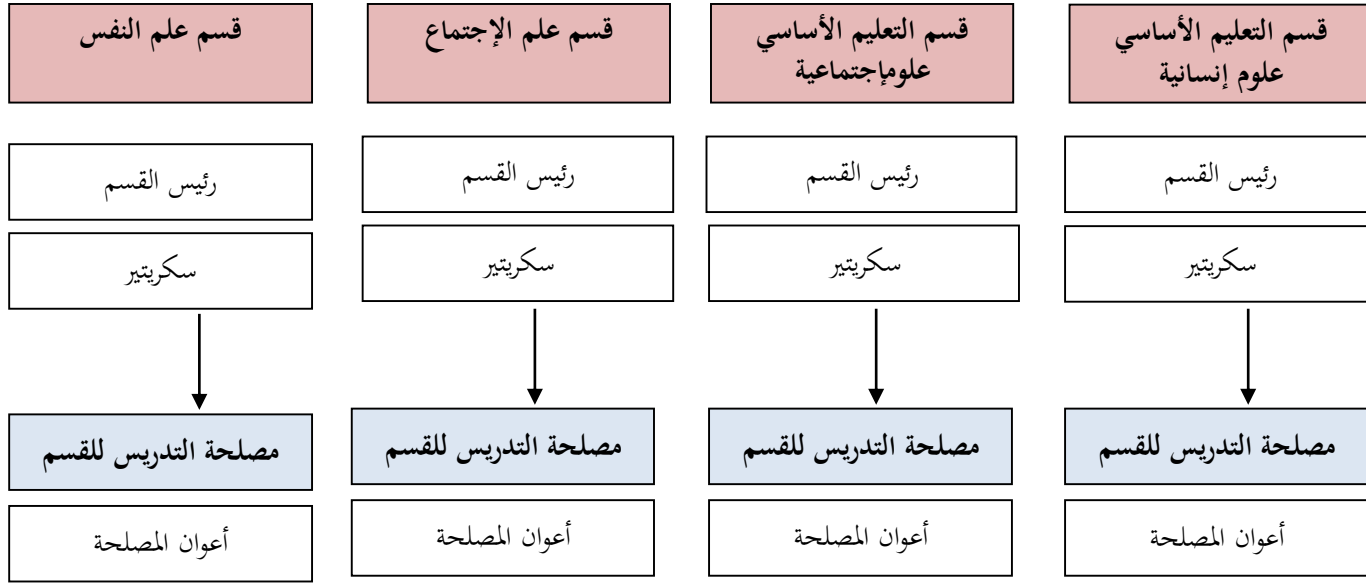 قسم التعليم الأساسي
علوم إنسانية
قسم التعليم الأساسي
علومإجتماعية
قسم علم الإجتماع
قسم علم النفس
رئيس القسم
رئيس القسم
رئيس القسم
رئيس القسم
سكريتير
سكريتير
سكريتير
سكريتير
مصلحة التدريس للقسم
مصلحة التدريس للقسم
مصلحة التدريس للقسم
مصلحة التدريس للقسم
أعوان المصلحة
أعوان المصلحة
أعوان المصلحة
أعوان المصلحة